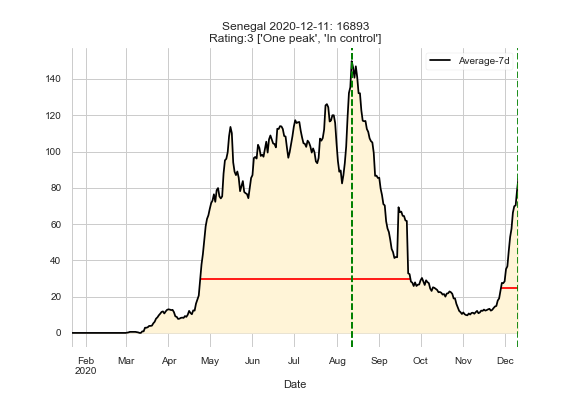 Senegal 2020-12-11: 16893
Rating:3 ['One peak', 'In control']
Average-7d
140
120
100
80
60
40
20
0
Feb Mar Apr May Jun Jul Aug Sep Oct Nov Dec
2020
Date